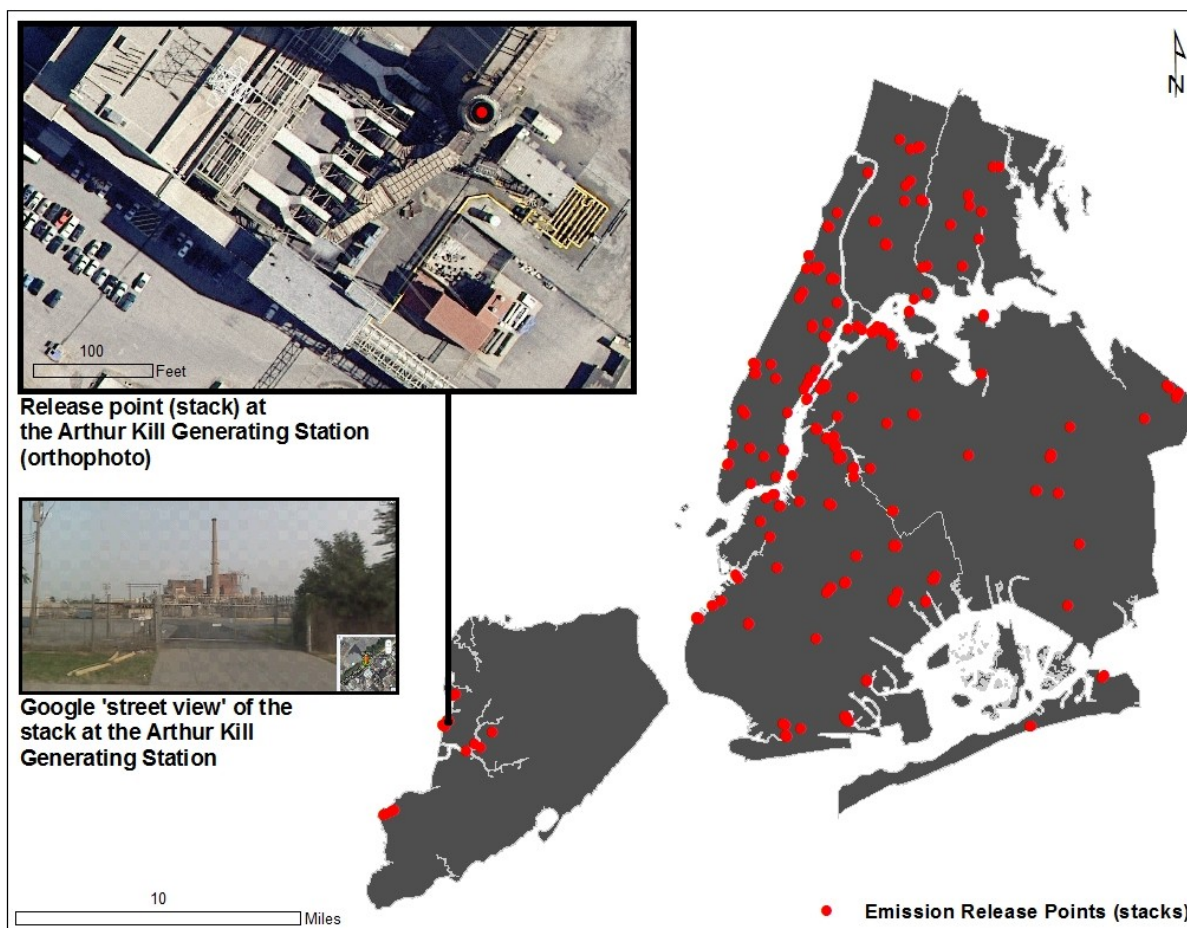 100
Feet
Release point (stack) at
the Arthur Kill Generating Station
(orthophoto)
Google 'street view' of the
stack at the Arthur Kill
Generating Station
N
10
Miles
Emission Release Points (stacks)